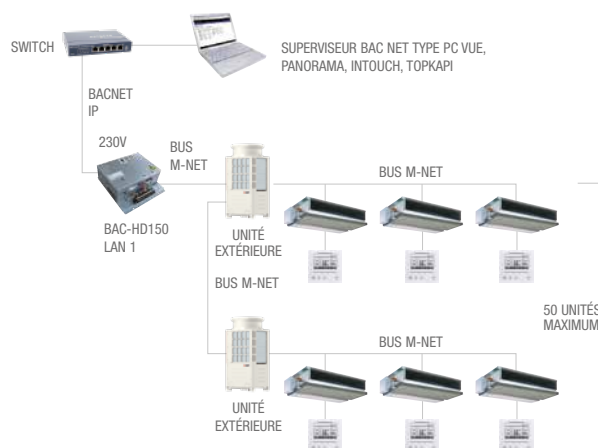 SWITCH
SUPERVISEUR BAC NET TYPE PC VUE,
PANORAMA, INTOUCH, TOPKAPI
BACNET
IP
230V
BUS
M-NET
BUS M-NET
BAC-HD150
LAN 1
UNITÉ
EXTÉRIEURE
BUS M-NET
50 UNITÉS
MAXIMUM
BUS M-NET
UNITÉ
EXTÉRIEURE